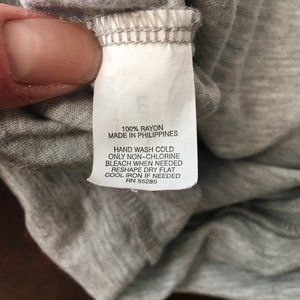 100% RAYON
MADE IN PHILIPPINES
HAND WASH COLD
ONLY NON-CHLORINE
BLEACH WHEN NEEDED
RESHAPE DRY FLAT
COOL IRON IF NEEDED
RN 55285